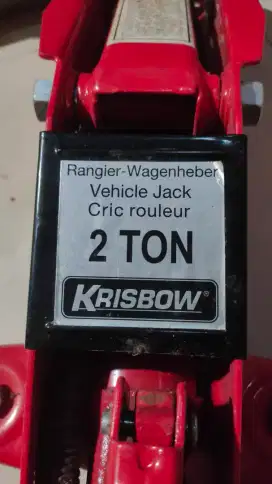 Rangier-Wagenheber
Vehicle Jack
Cric rouleur
2 TON
KRISBOW®